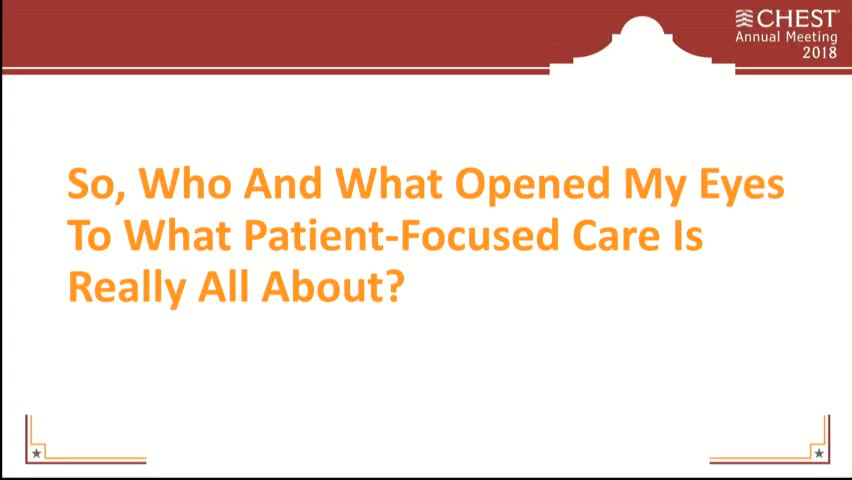 CHEST
Annual Meeting
2018
So, Who And What Opened My Eyes
To What Patient-Focused Care Is
Really All About?